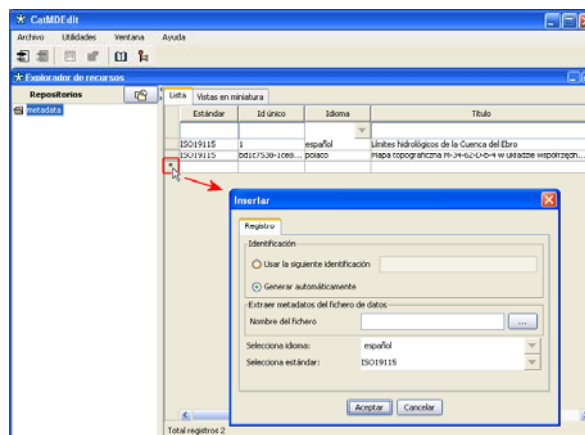 CatMDEdit
Archivo Utilidades Ventana Ayuda
Explorador de recursos
Repositorios
metadata
Lista Vistas en miniatura
Estándar Id único Idioma Título
ISO19115 1 español Límites hidrológicos de la Cuenca del Ebro
ISO19115 polaco Mapa topograficzna M-34-62-D-b-4 w układzie współrzędn...
*
Insertar
Registro
Identificación
Usar la siguiente identificación
Generar automáticamente
Extraer metadatos del fichero de datos
Nombre del fichero ...
Selecciona idioma: español
Selecciona estándar: ISO19115
Aceptar Cancelar
Total registros 2